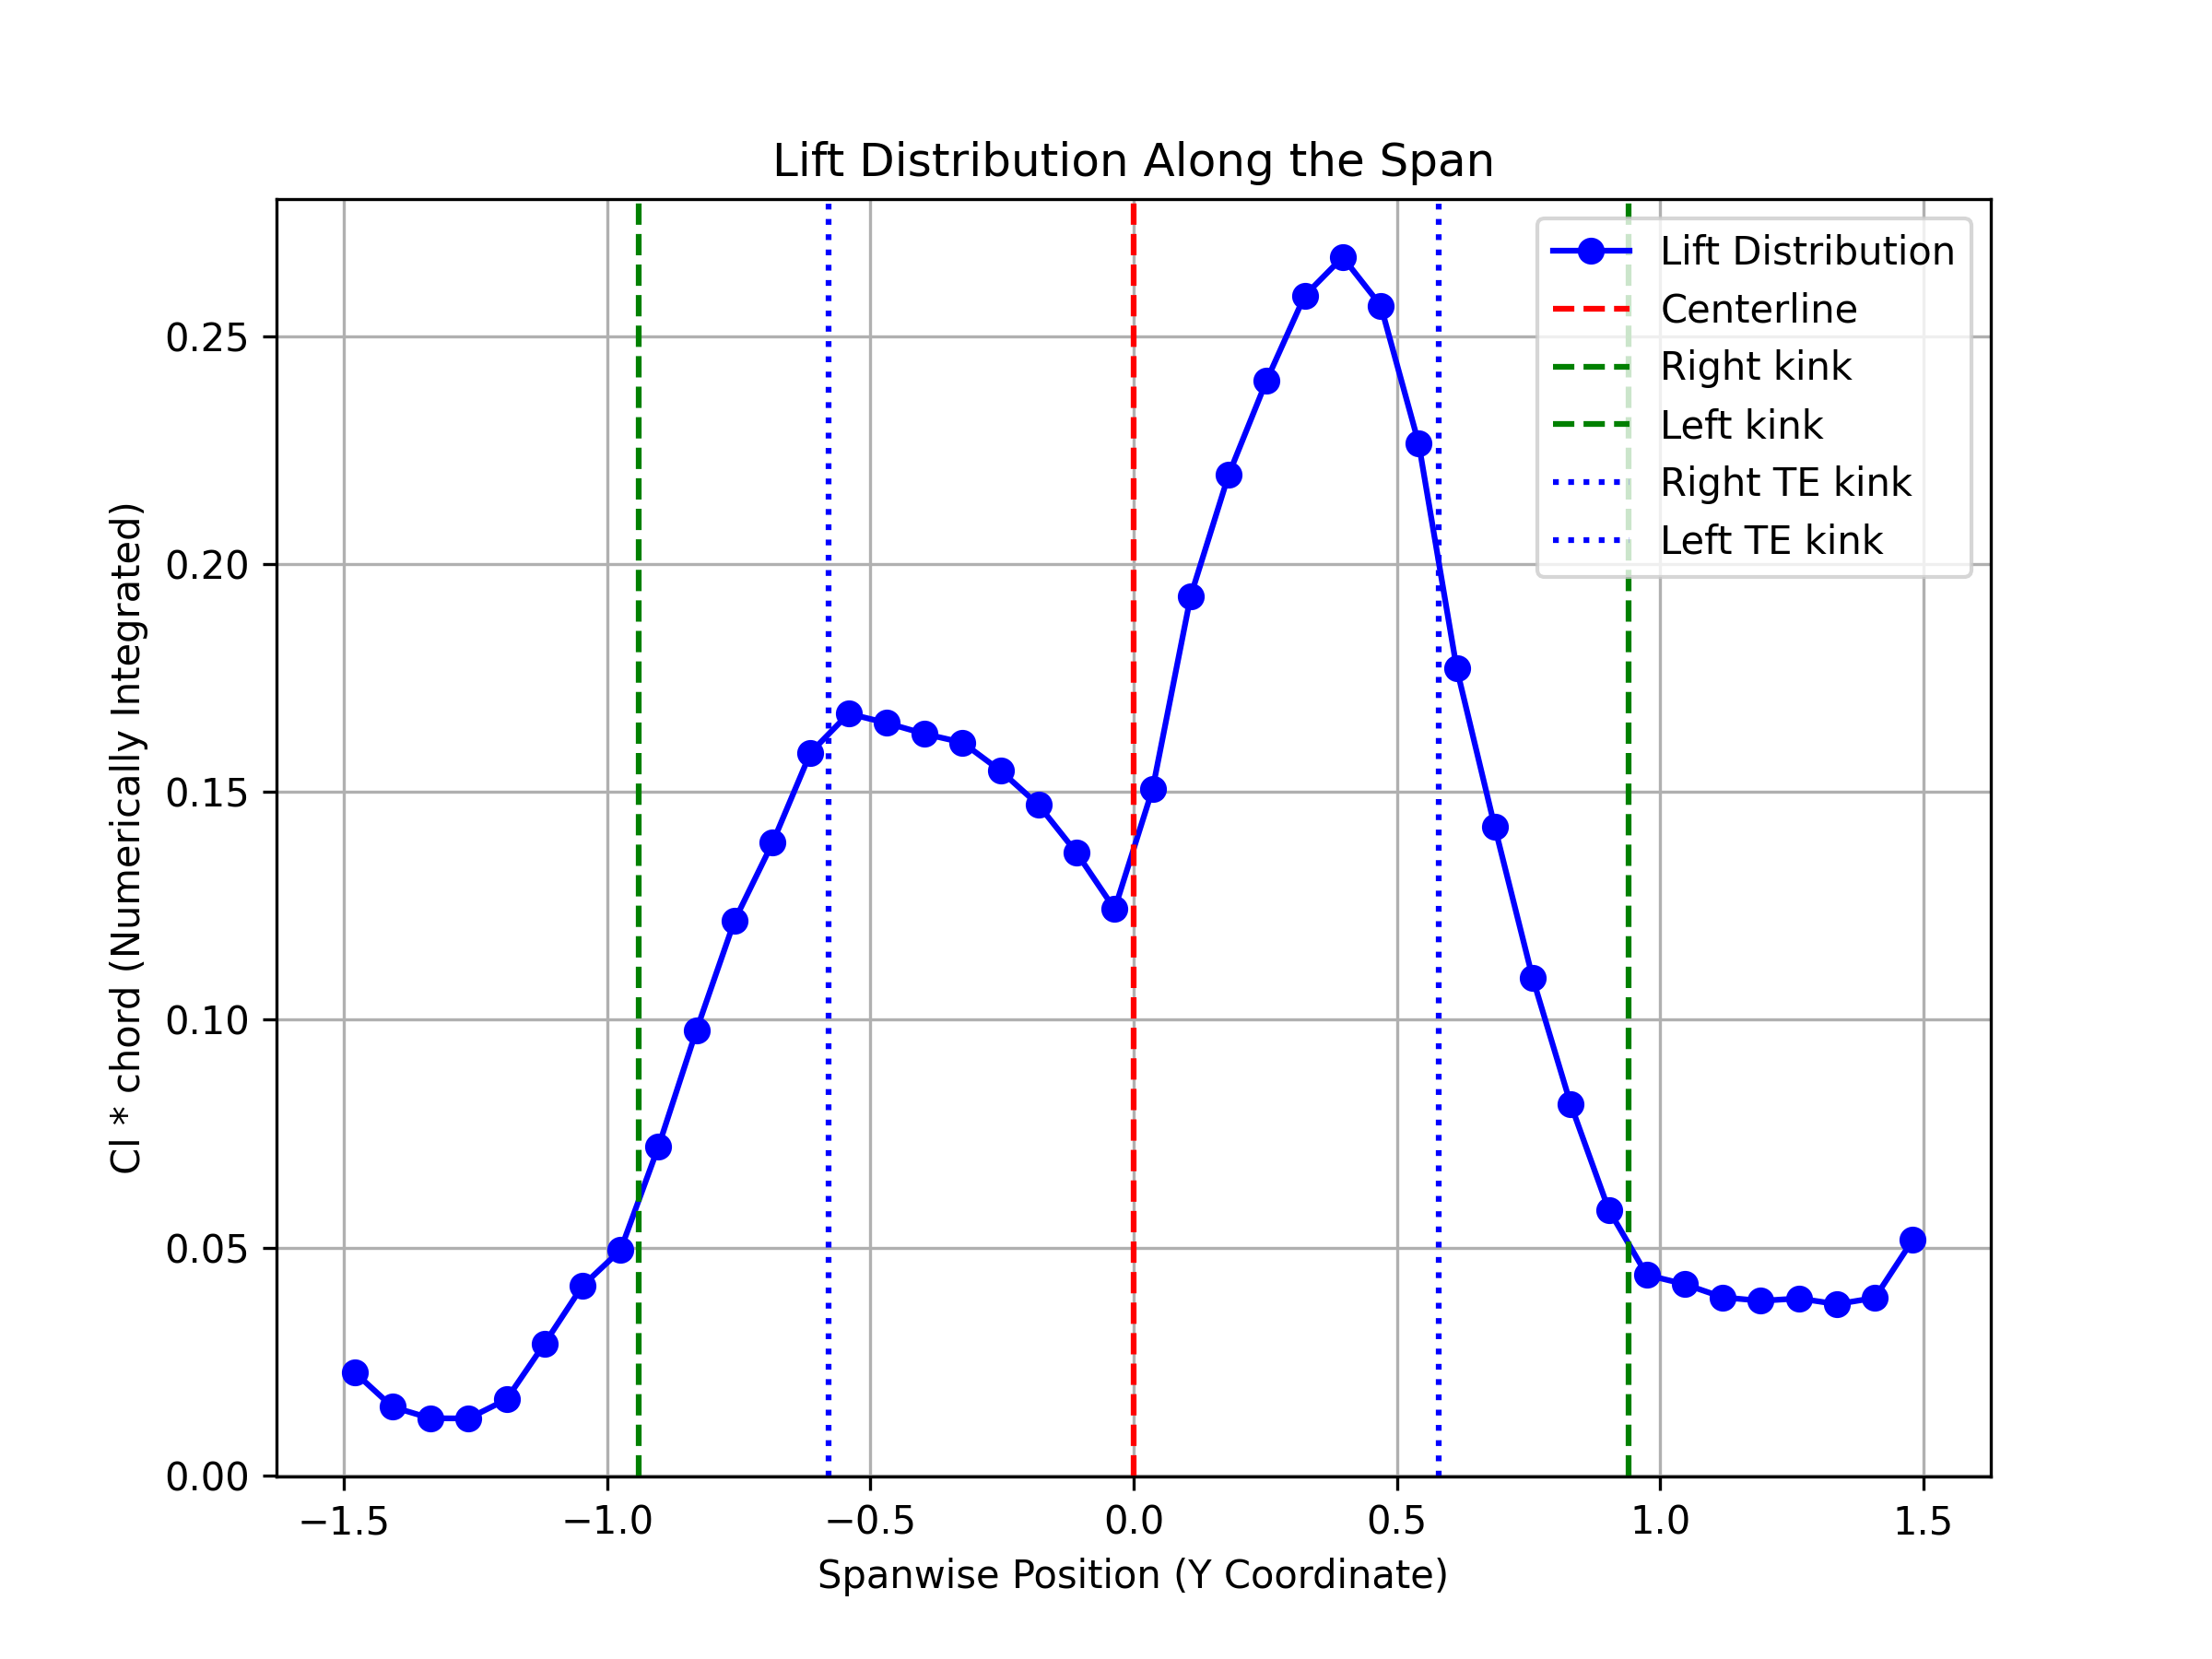 Lift Distribution Along the Span
Cl * chord (Numerically Integrated)
0.25
0.20
0.15
0.10
0.05
0.00
Lift Distribution
Centerline
Right kink
Left kink
Right TE kink
Left TE kink
−1.5 −1.0 −0.5 0.0 0.5 1.0 1.5
Spanwise Position (Y Coordinate)